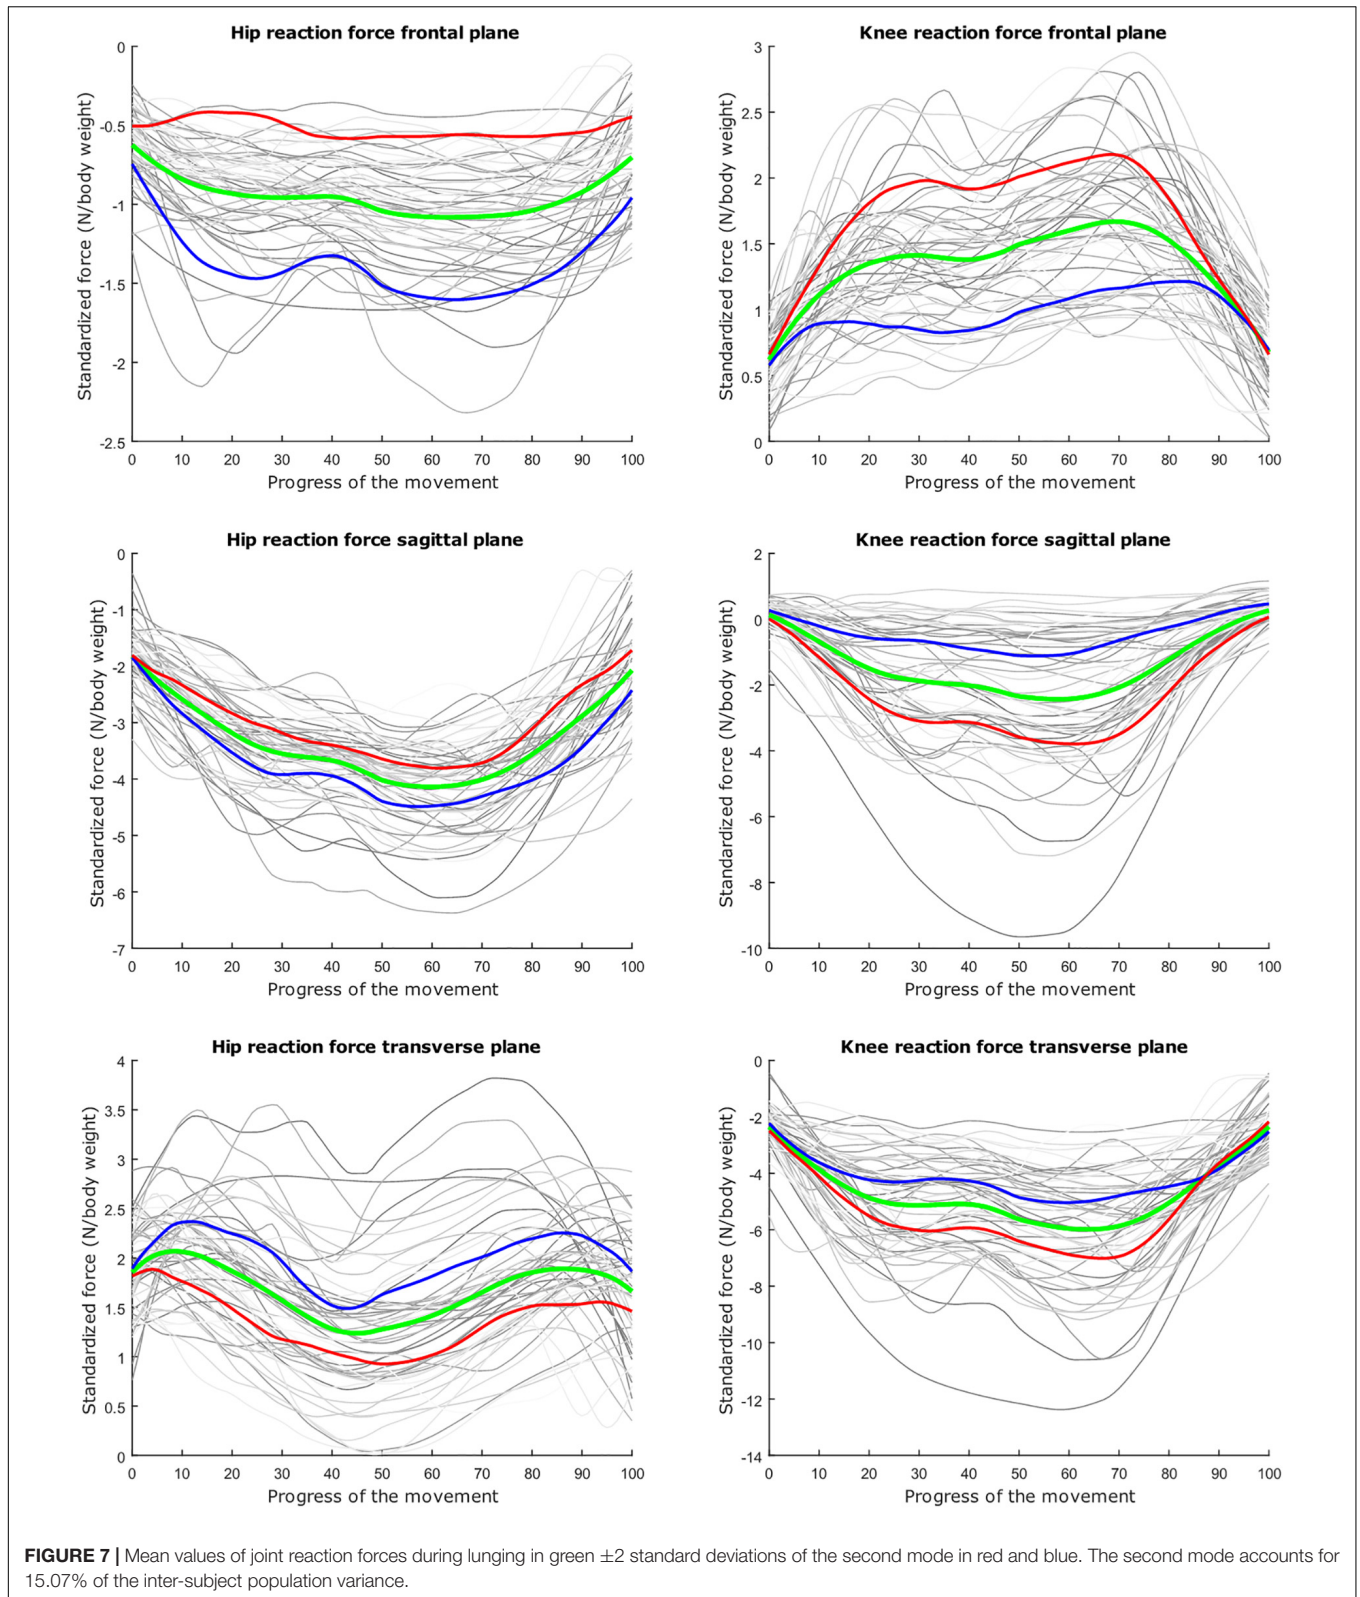 Hip reaction force frontal plane
Standardized force (N/body weight)
0
-0.5
-1
-1.5
-2
-2.5
0 10 20 30 40 50 60 70 80 90 100
Progress of the movement
Knee reaction force frontal plane
Standardized force (N/body weight)
3
2.5
2
1.5
1
0.5
0
0 10 20 30 40 50 60 70 80 90 100
Progress of the movement
Hip reaction force sagittal plane
Standardized force (N/body weight)
0
-1
-2
-3
-4
-5
-6
-7
0 10 20 30 40 50 60 70 80 90 100
Progress of the movement
Knee reaction force sagittal plane
Standardized force (N/body weight)
2
0
-2
-4
-6
-8
-10
0 10 20 30 40 50 60 70 80 90 100
Progress of the movement
Hip reaction force transverse plane
Standardized force (N/body weight)
4
3.5
3
2.5
2
1.5
1
0.5
0
0 10 20 30 40 50 60 70 80 90 100
Progress of the movement
Knee reaction force transverse plane
Standardized force (N/body weight)
0
-2
-4
-6
-8
-10
-12
-14
0 10 20 30 40 50 60 70 80 90 100
Progress of the movement
FIGURE 7 | Mean values of joint reaction forces during lunging in green ±2 standard deviations of the second mode in red and blue. The second mode accounts for
15.07% of the inter-subject population variance.